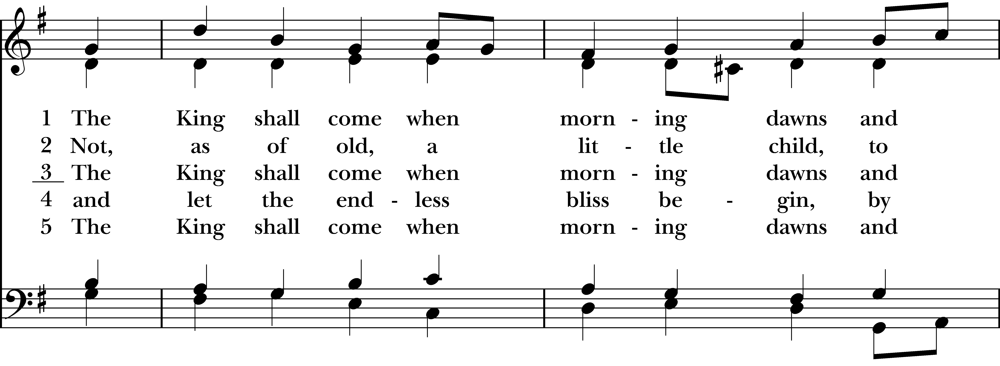 1 The King shall come when morn - ing dawns and
2 Not, as of old, a lit - tle child, to
3 The King shall come when morn - ing dawns and
4 and let the end - less bliss be - gin, by
5 The King shall come when morn - ing dawns and